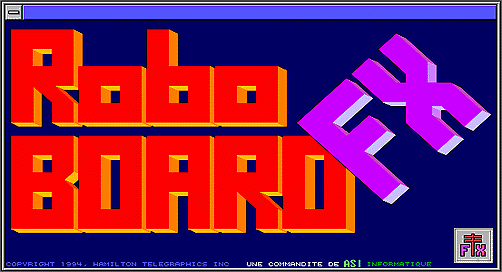 Robo
BOARD
FX
COPYRIGHT 1994, HAMILTON TELEGRAPHICS INC UNE COMMANDITE DE ASI INFORMATIQUE
FX